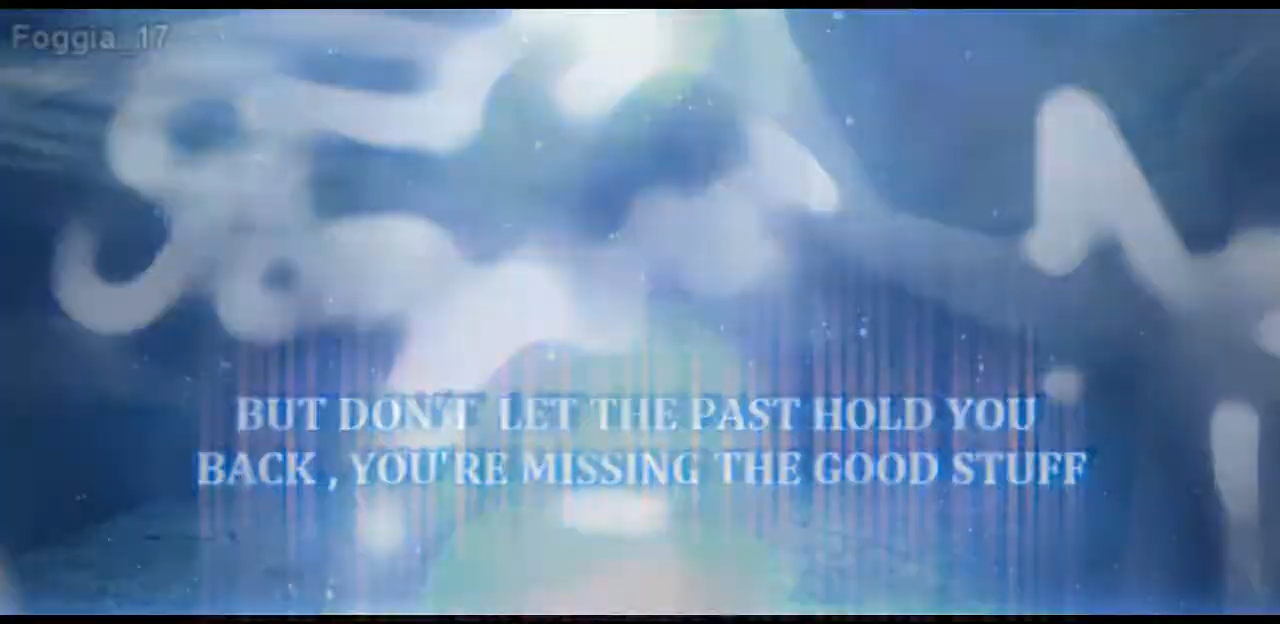 Foggia_17
BUT DON'T LET THE PAST HOLD YOU
BACK , YOU'RE MISSING THE GOOD STUFF